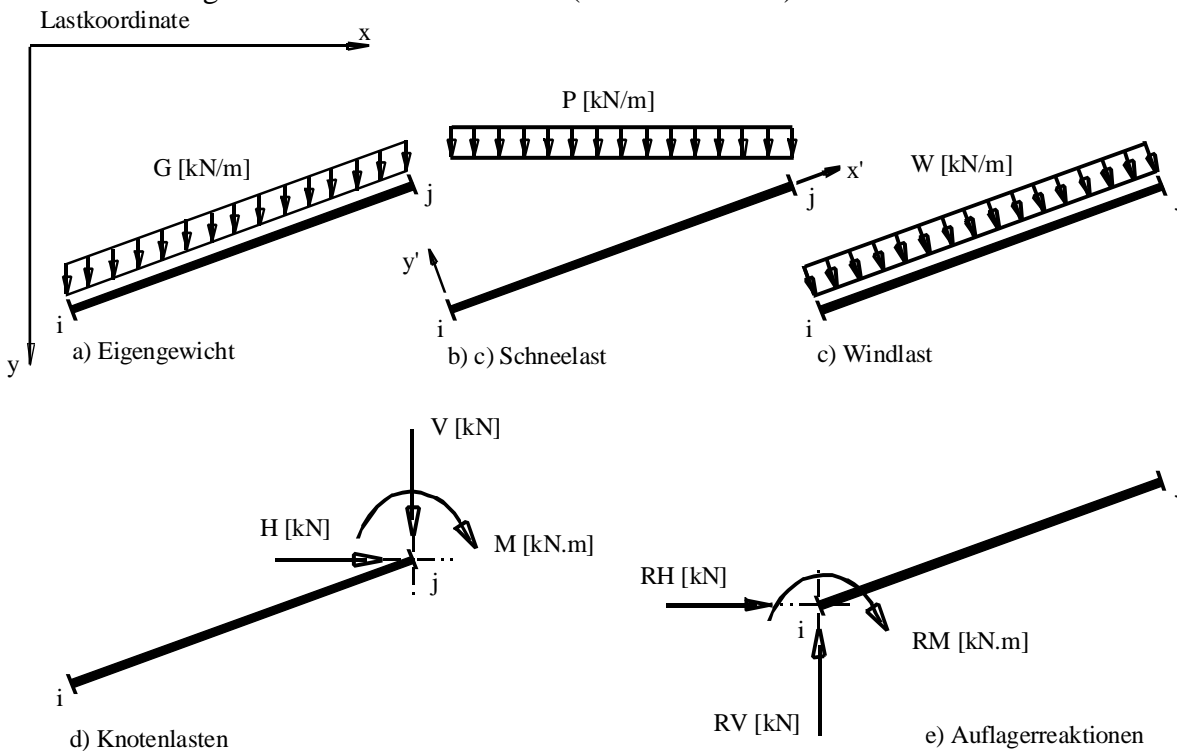 Lastkoordinate
x
y
G [kN/m]
i
j
a) Eigengewicht
P [kN/m]
x'
y'
i
j
b) c) Schneelast
W [kN/m]
i
c) Windlast
V [kN]
H [kN]
M [kN.m]
j
i
d) Knotenlasten
RH [kN]
i
RM [kN.m]
RV [kN]
e) Auflagerreaktionen